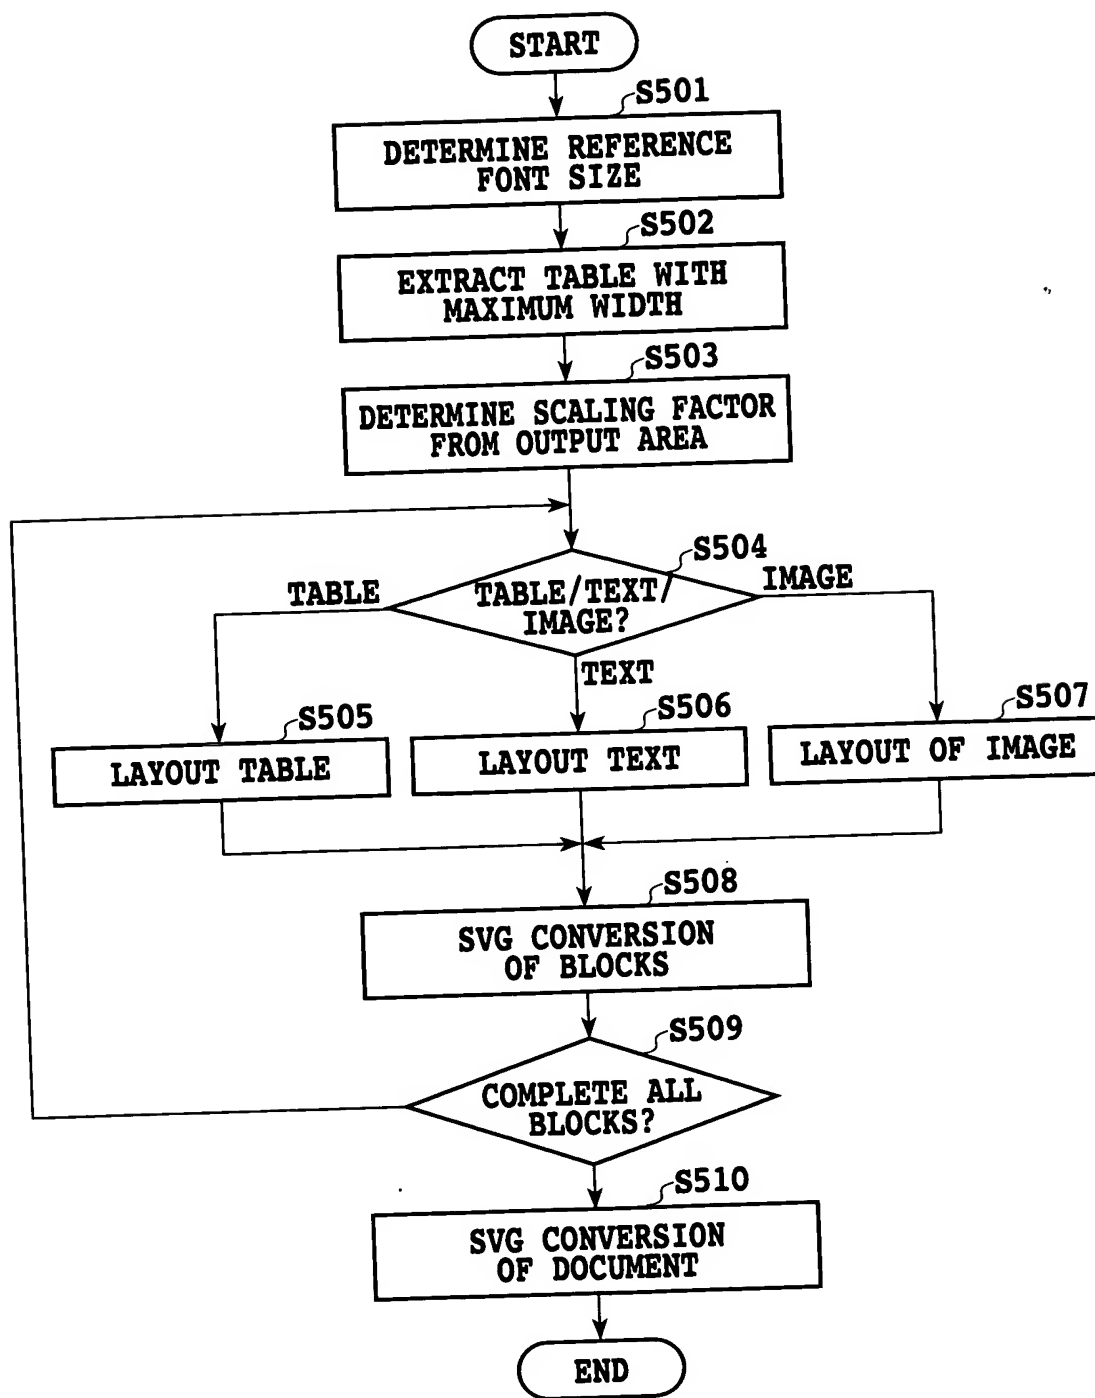 START
S501
DETERMINE REFERENCE
FONT SIZE
S502
EXTRACT TABLE WITH
MAXIMUM WIDTH
S503
DETERMINE SCALING FACTOR
FROM OUTPUT AREA
S504
TABLE
TABLE/TEXT/
IMAGE?
IMAGE
TEXT
S505
LAYOUT TABLE
S506
LAYOUT TEXT
S507
LAYOUT OF IMAGE
S508
SVG CONVERSION
OF BLOCKS
S509
COMPLETE ALL
BLOCKS?
S510
SVG CONVERSION
OF DOCUMENT
END